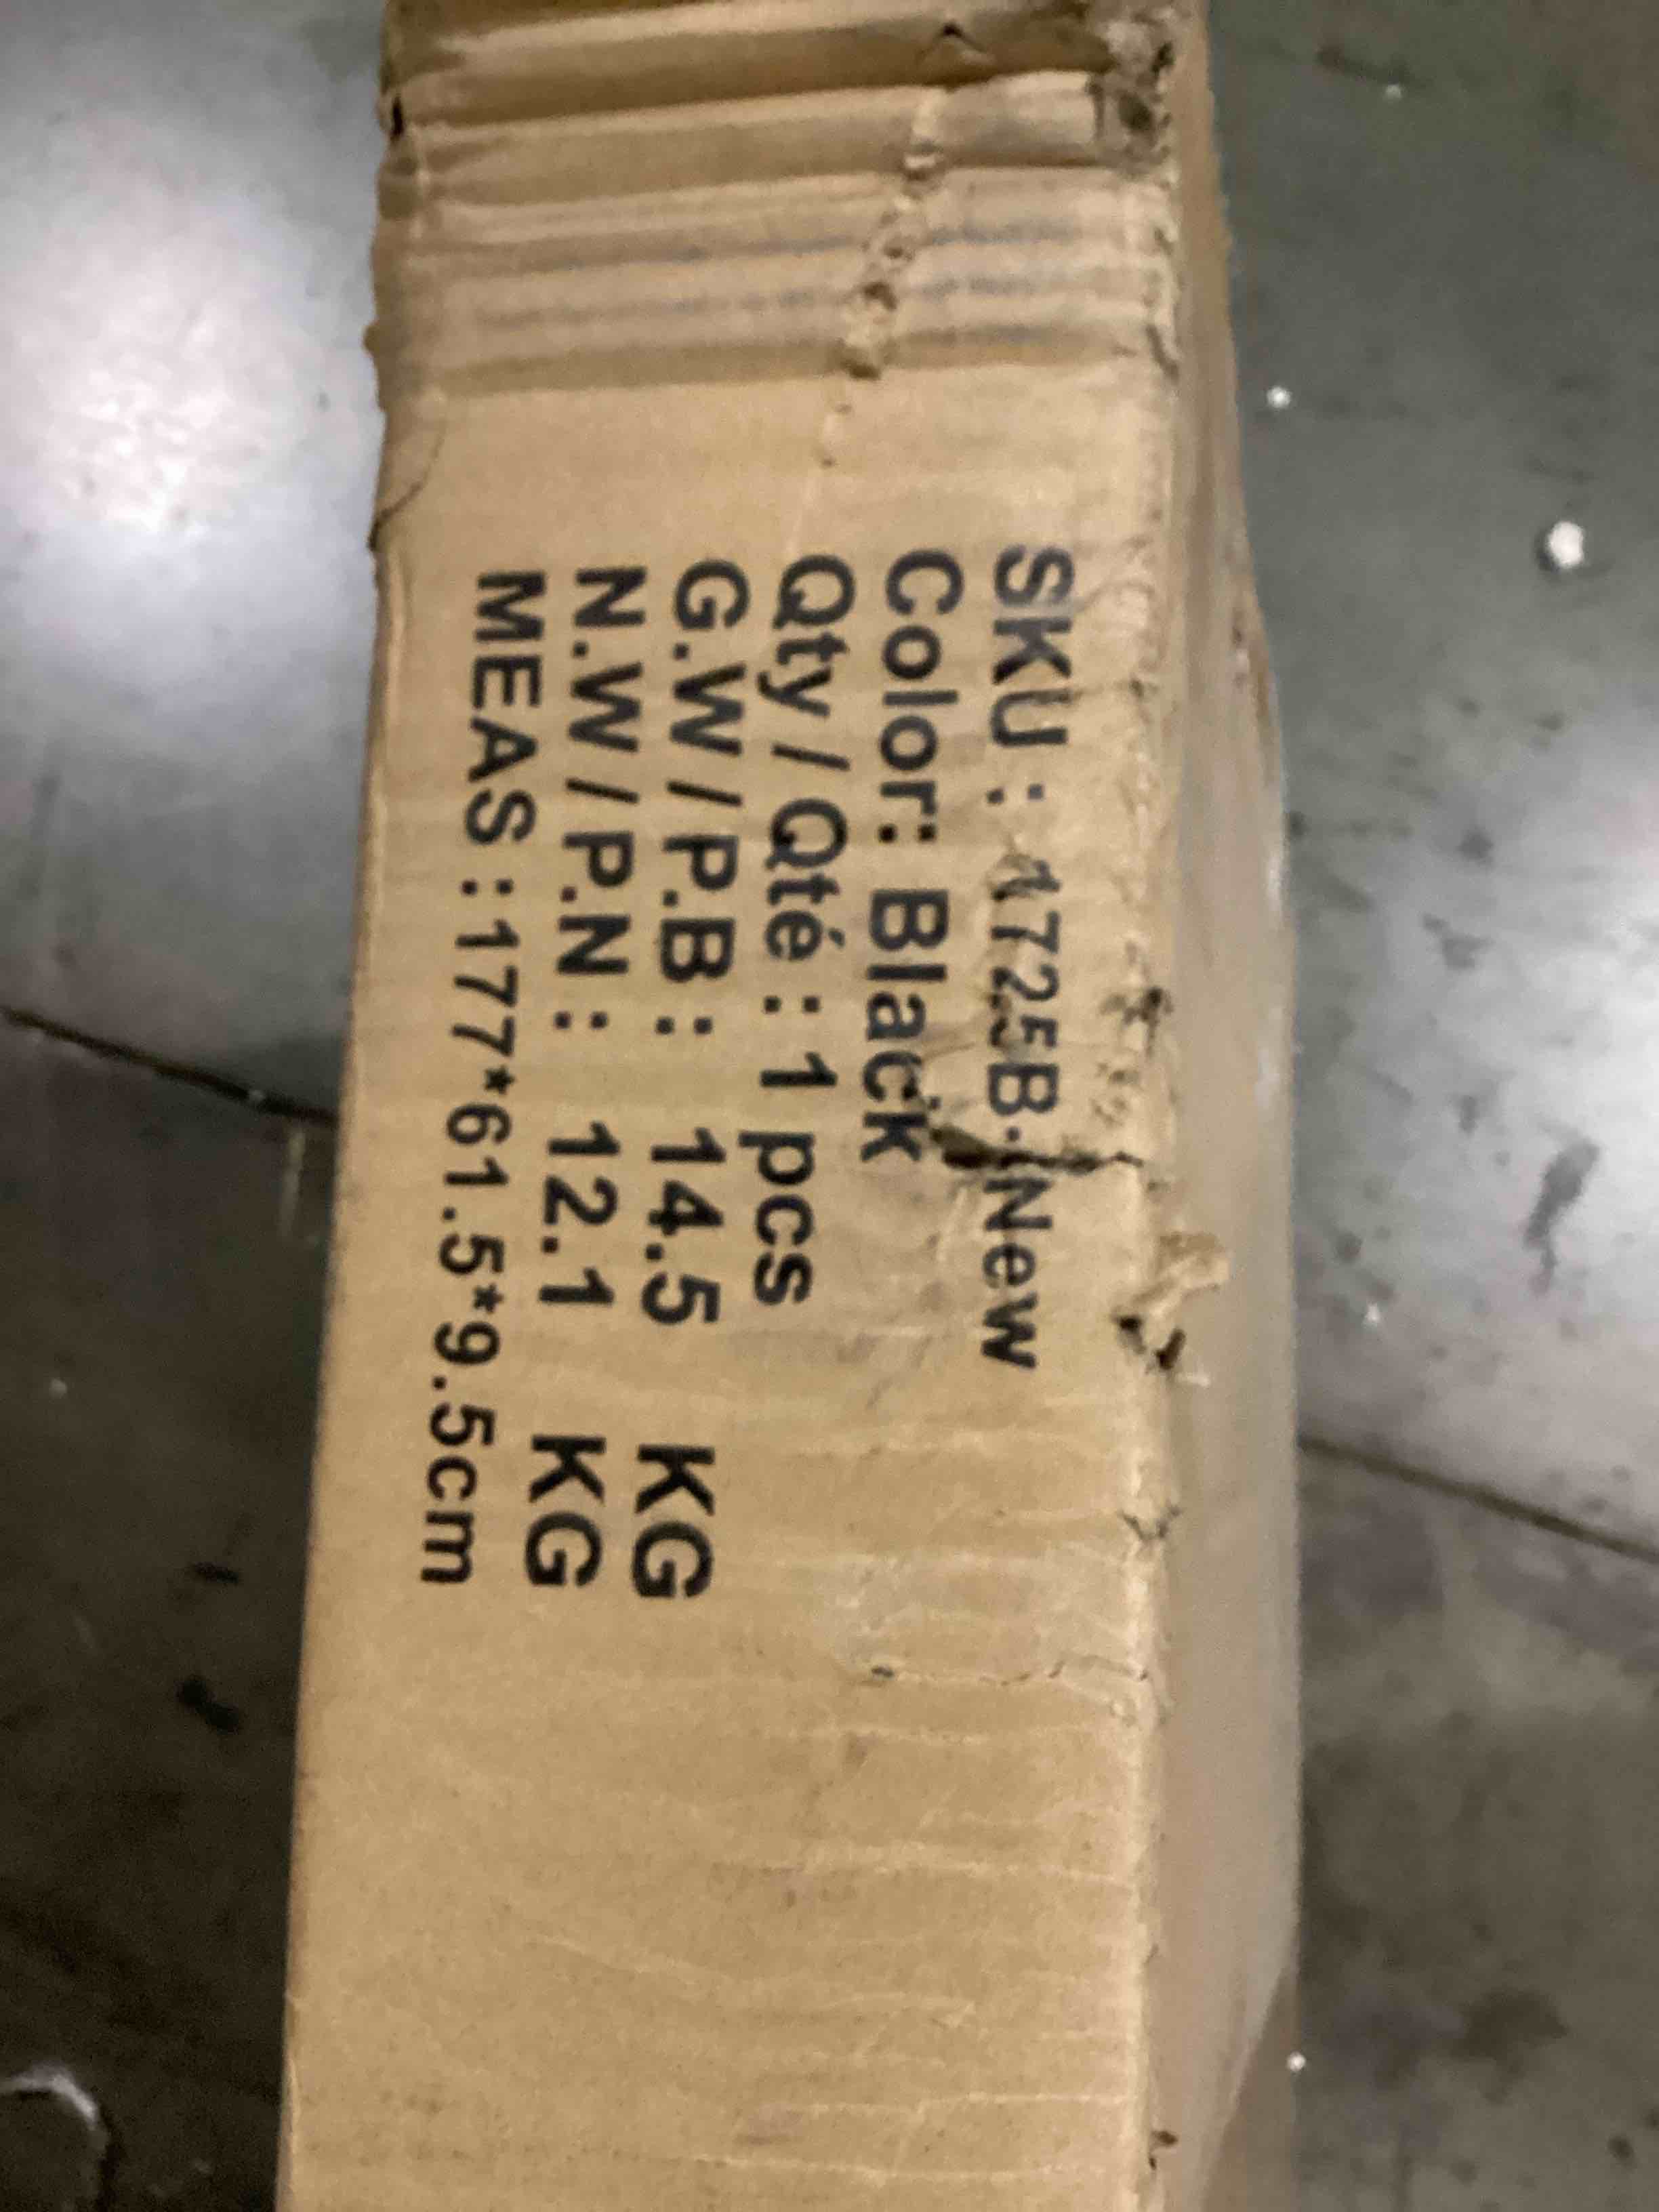 SKU : 1725B-New
Color: Black
Qty / Qté : 1 pcs
G.W / P.B : 14.5 KG
N.W / P.N : 12.1 KG
MEAS :177*61.5*9.5cm